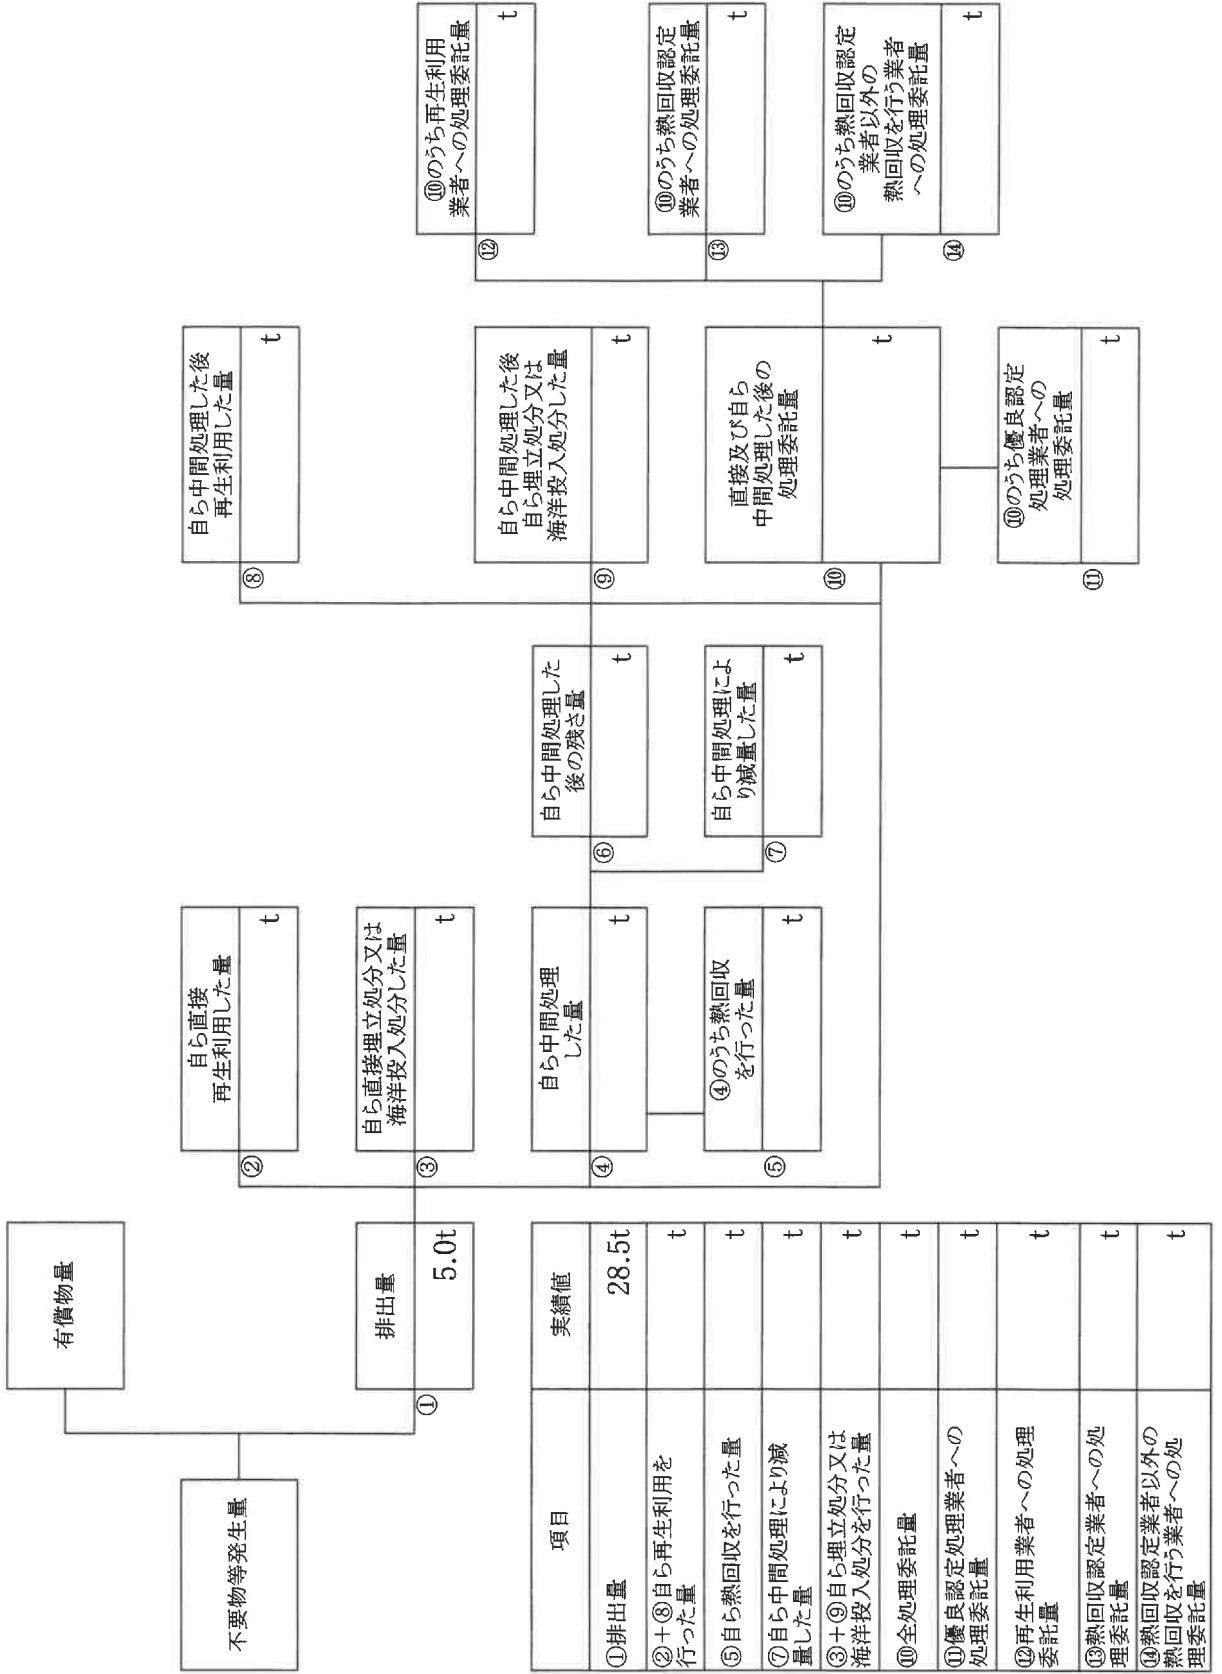 不要物等発生量
有償物量
排出量
①
5.0t
自ら直接
再生利用した量
②
t
自ら直接埋立処分又は
海洋投入処分した量
③
t
自ら中間処理
した量
④
t
④のうち熱回収
を行った量
⑤
t
自ら中間処理した
後の残さ量
⑥
t
自ら中間処理によ
り減量した量
⑦
t
自ら中間処理した後
再生利用した量
⑧
t
自ら中間処理した後
自ら埋立処分又は
海洋投入処分した量
⑨
t
直接及び自ら
中間処理した後の
処理委託量
⑩
t
⑩のうち優良認定
処理業者への
処理委託量
⑪
t
⑩のうち再生利用
業者への処理委託量
⑫
t
⑩のうち熱回収認定
業者への処理委託量
⑬
t
⑩のうち熱回収認定
業者以外の
熱回収を行う業者
への処理委託量
⑭
t
項目 実績値
①排出量 28.5t
②+⑧自ら再生利用を
行った量 t
⑤自ら熱回収を行った量 t
⑦自ら中間処理により減
量した量 t
③+⑨自ら埋立処分又は
海洋投入処分を行った量 t
⑩全処理委託量 t
⑪優良認定処理業者への
処理委託量 t
⑫再生利用業者への処理
委託量 t
⑬熱回収認定業者への処
理委託量 t
⑭熱回収認定業者以外の
熱回収を行う業者への処
理委託量 t